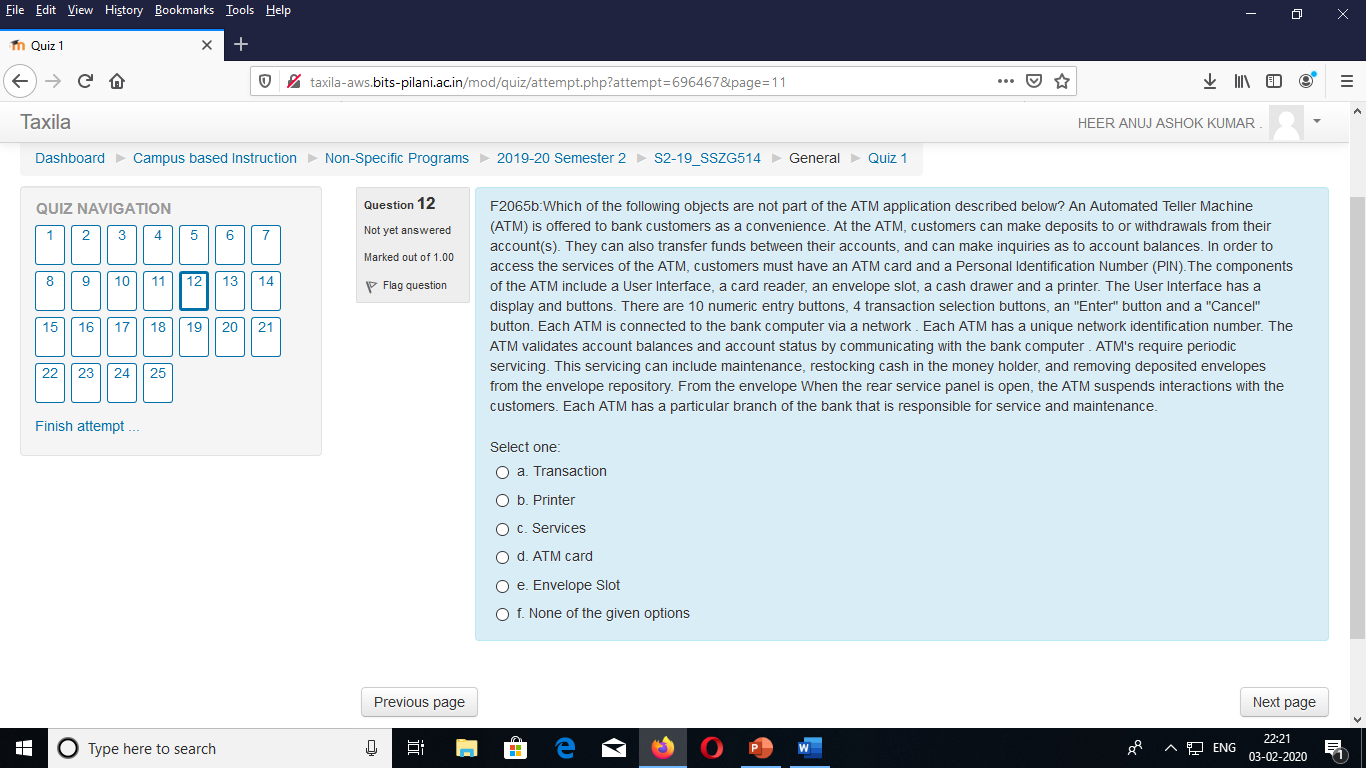 File Edit View History Bookmarks Tools Help
Quiz 1
taxila-aws.bits-pilani.ac.in/mod/quiz/attempt.php?attempt=696467&page=11
Taxila
HEER ANUJ ASHOK KUMAR .
Dashboard Campus based Instruction Non-Specific Programs 2019-20 Semester 2 S2-19_SSZG514 General Quiz 1
QUIZ NAVIGATION
1 2 3 4 5 6 7
8 9 10 11 12 13 14
15 16 17 18 19 20 21
22 23 24 25
Finish attempt ...
Question 12
Not yet answered
Marked out of 1.00
Flag question
F2065b:Which of the following objects are not part of the ATM application described below? An Automated Teller Machine
(ATM) is offered to bank customers as a convenience. At the ATM, customers can make deposits to or withdrawals from their
account(s). They can also transfer funds between their accounts, and can make inquiries as to account balances. In order to
access the services of the ATM, customers must have an ATM card and a Personal Identification Number (PIN).The components
of the ATM include a User Interface, a card reader, an envelope slot, a cash drawer and a printer. The User Interface has a
display and buttons. There are 10 numeric entry buttons, 4 transaction selection buttons, an "Enter" button and a "Cancel"
button. Each ATM is connected to the bank computer via a network . Each ATM has a unique network identification number. The
ATM validates account balances and account status by communicating with the bank computer . ATM's require periodic
servicing. This servicing can include maintenance, restocking cash in the money holder, and removing deposited envelopes
from the envelope repository. From the envelope When the rear service panel is open, the ATM suspends interactions with the
customers. Each ATM has a particular branch of the bank that is responsible for service and maintenance.
Select one:
a. Transaction
b. Printer
c. Services
d. ATM card
e. Envelope Slot
f. None of the given options
Previous page
Next page
Type here to search
ENG
22:21
03-02-2020
1